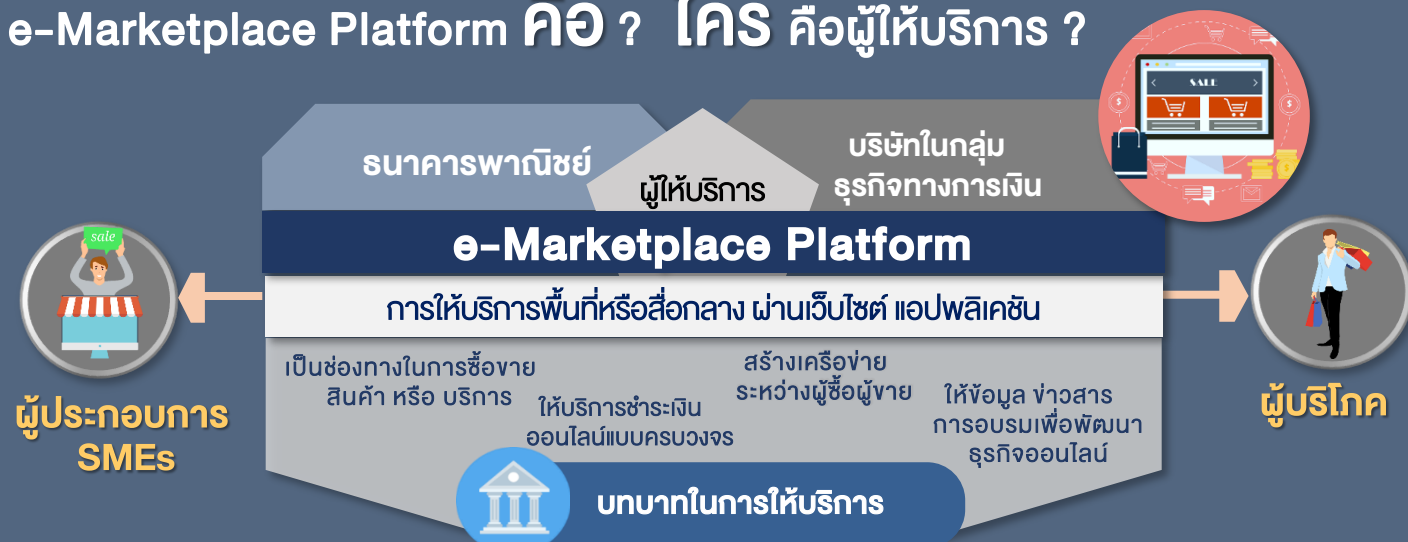 e-Marketplace Platform คือ ? ใคร คือผู้ให้บริการ ?
SALE
ธนาคารพาณิชย์
ผู้ให้บริการ
บริษัทในกลุ่ม
ธุรกิจทางการเงิน
e-Marketplace Platform
การให้บริการพื้นที่หรือสื่อกลาง ผ่านเว็บไซต์ แอปพลิเคชัน
sale
ผู้ประกอบการ
SMEs
เป็นช่องทางในการซื้อขาย
สินค้า หรือ บริการ
ให้บริการชำระเงิน
ออนไลน์แบบครบวงจร
สร้างเครือข่าย
ระหว่างผู้ซื้อผู้ขาย
ให้ข้อมูล ข่าวสาร
การอบรมเพื่อพัฒนา
ธุรกิจออนไลน์
ผู้บริโภค
บทบาทในการให้บริการ